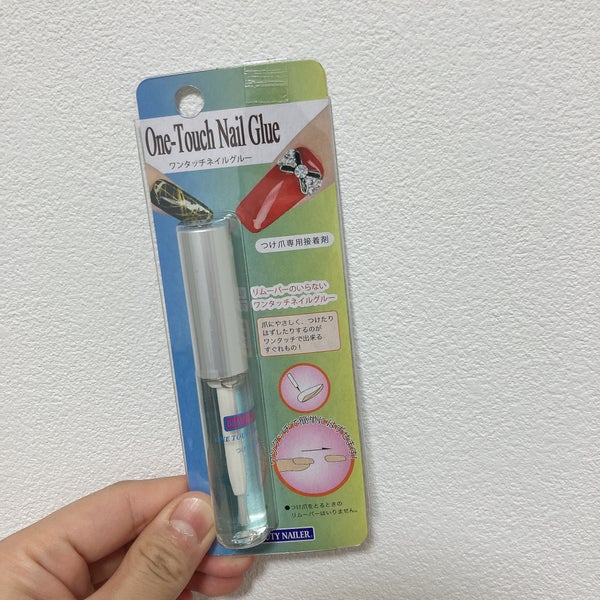 One-Touch Nail Glue
ワンタッチネイルグルー
つけ爪専用接着剤
リムーバーのいらない
ワンタッチネイルグルー
爪にやさしく、つけたり
はずしたりするのが
ワンタッチで出来る
すぐれもの！
●つけ爪をとるときの
リムーバーはいりません。
NAILER